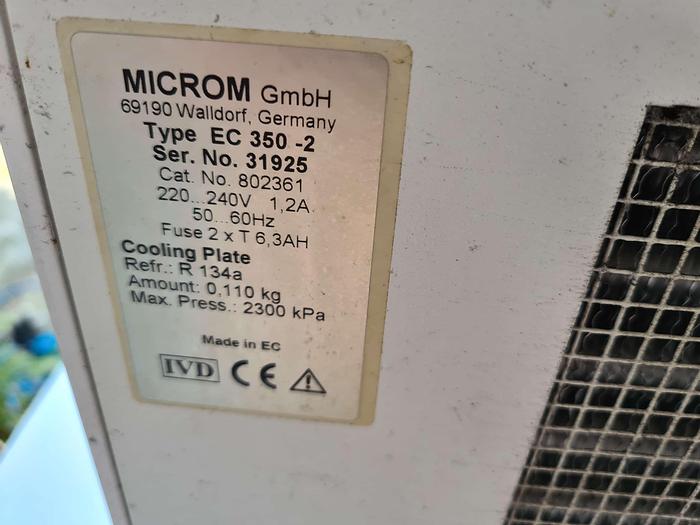 MICROM GmbH
69190 Walldorf, Germany
Type EC 350 -2
Ser. No. 31925
Cat. No. 802361
220...240V 1,2A
50...60Hz
Fuse 2 x T 6,3AH
Cooling Plate
Refr.: R 134a
Amount: 0,110 kg
Max. Press.: 2300 kPa
Made in EC
IVD CE